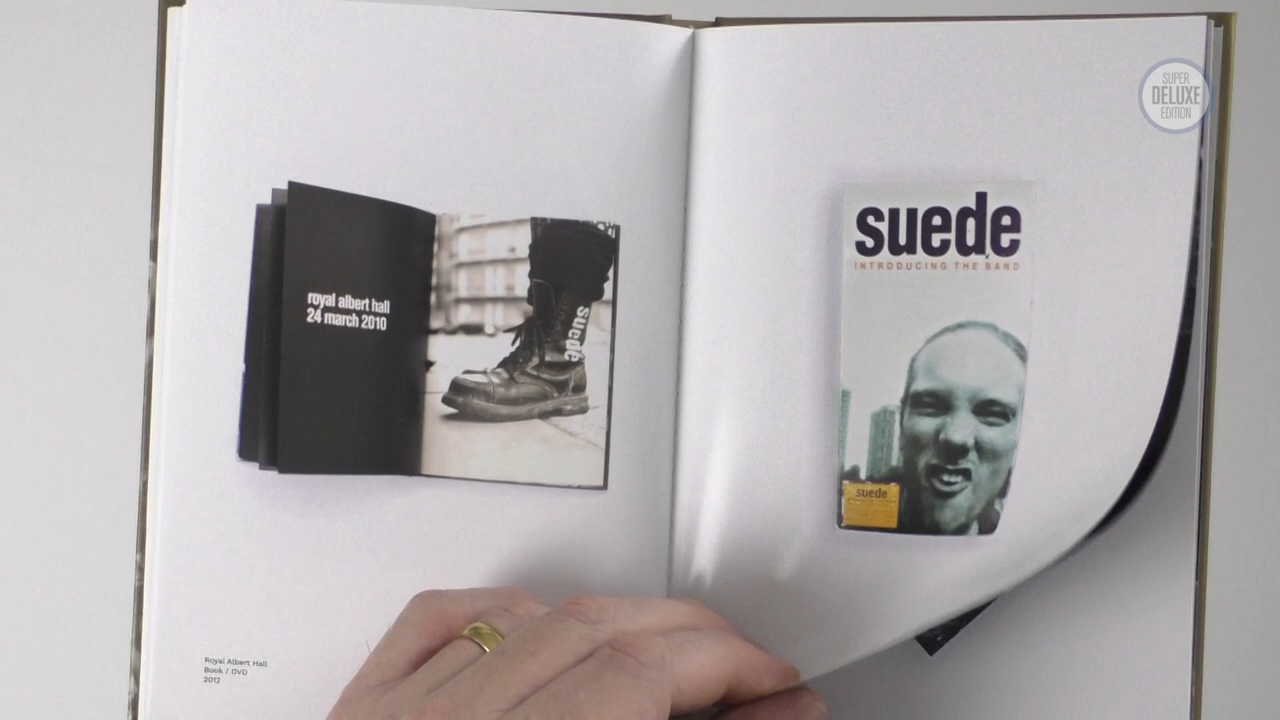 royal albert hall
24 march 2010
suede
Royal Albert Hall
Book / DVD
2012
suede
INTRODUCING THE BAND
suede
SUPER
DELUXE
EDITION